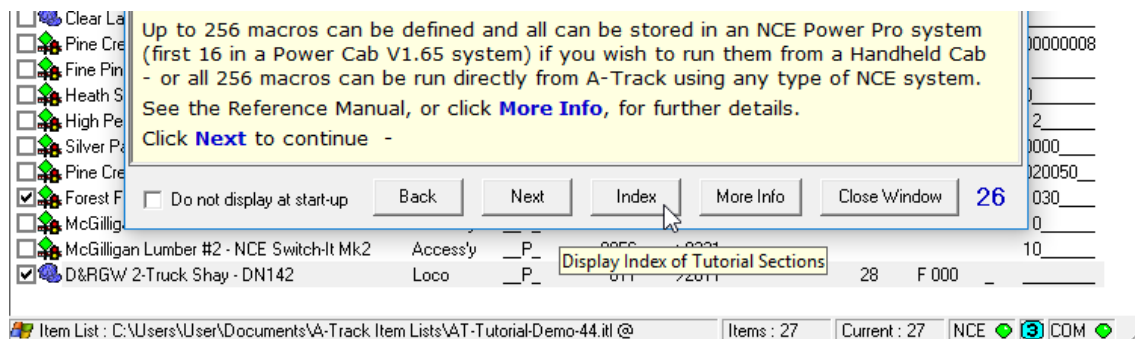 Clear La
Pine Cre
Fine Pin
Heath S
High Pe
Silver Pa
Pine Cre
Forest F
McGillig
Up to 256 macros can be defined and all can be stored in an NCE Power Pro system
(first 16 in a Power Cab V1.65 system) if you wish to run them from a Handheld Cab
- or all 256 macros can be run directly from A-Track using any type of NCE system.
See the Reference Manual, or click More Info, for further details.
Click Next to continue -
Do not display at start-up Back Next Index More Info Close Window 26
00000008
2
0000
020050
030
0
McGilligan Lumber #2 - NCE Switch-It Mk2 Access'y __P_ 10
Display Index of Tutorial Sections
D&RGW 2-Truck Shay - DN142 Loco __P_ 28 F 000 _
Item List : C:\Users\User\Documents\A-Track Item Lists\AT-Tutorial-Demo-44.itl @ Items : 27 Current : 27 NCE 3 COM